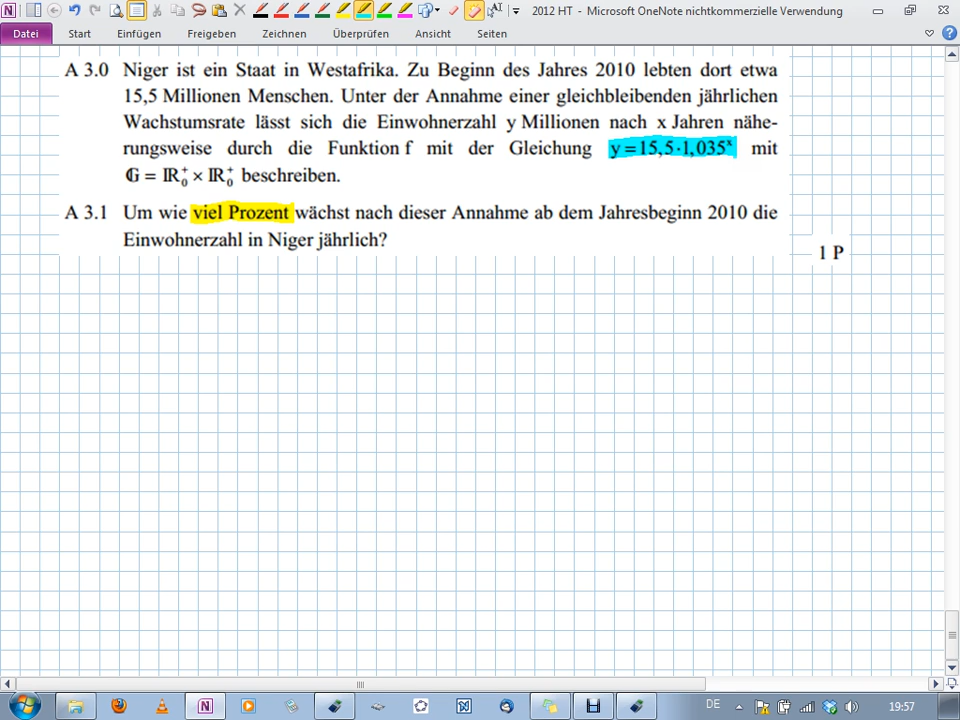 2012 HT - Microsoft OneNote nichtkommerzielle Verwendung
Datei Start Einfügen Freigeben Zeichnen Überprüfen Ansicht Seiten
A 3.0 Niger ist ein Staat in Westafrika. Zu Beginn des Jahres 2010 lebten dort etwa
15,5 Millionen Menschen. Unter der Annahme einer gleichbleibenden jährlichen
Wachstumsrate lässt sich die Einwohnerzahl y Millionen nach x Jahren nähe-
rungsweise durch die Funktion f mit der Gleichung y = 15,5·1,035ˣ mit
𝔾 = ℝ₀⁺ × ℝ₀⁺ beschreiben.
A 3.1 Um wie viel Prozent wächst nach dieser Annahme ab dem Jahresbeginn 2010 die
Einwohnerzahl in Niger jährlich?
1 P
DE 19:57